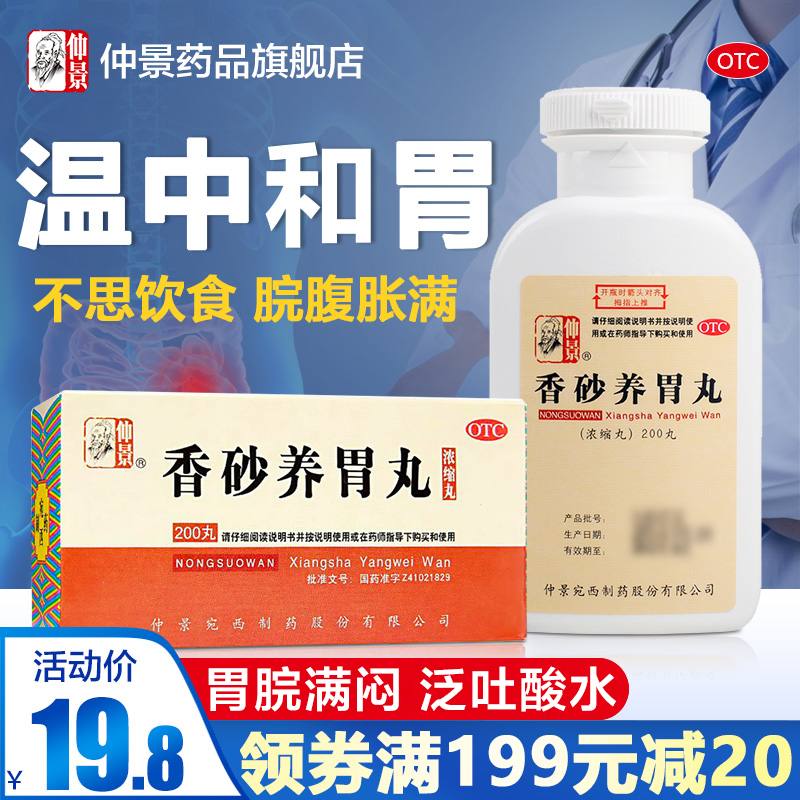 仲景
仲景药品旗舰店
OTC
温中和胃
不思饮食 脘腹胀满
开瓶时箭头对齐
拇指上推
仲景®
请仔细阅读说明书并按说明使
用或在药师指导下购买和使用
OTC
香砂养胃丸
NONGSUOWAN Xiangsha Yangwei Wan
(浓缩丸) 200丸
产品批号:
生产日期:
有效期至:
仲景宛西制药股份有限公司
仲景®
OTC
香砂养胃丸
浓缩丸
200丸 请仔细阅读说明书并按说明使用或在药师指导下购买和使用
NONGSUOWAN Xiangsha Yangwei Wan
批准文号: 国药准字Z41021829
仲景宛西制药股份有限公司
活动价
¥19.8
胃脘满闷 泛吐酸水
领券满199元减20